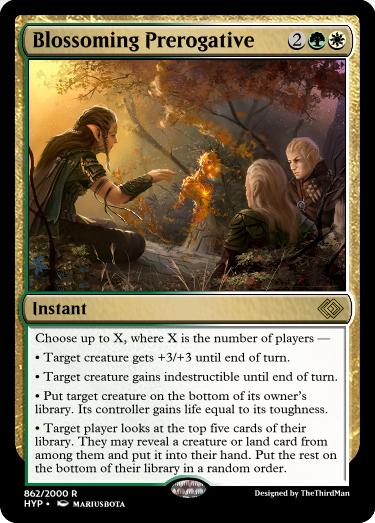 Blossoming Prerogative 2
Instant
Choose up to X, where X is the number of players —
• Target creature gets +3/+3 until end of turn.
• Target creature gains indestructible until end of turn.
• Put target creature on the bottom of its owner's
library. Its controller gains life equal to its toughness.
• Target player looks at the top five cards of their
library. They may reveal a creature or land card from
among them and put it into their hand. Put the rest on
the bottom of their library in a random order.
862/2000 R
HYP • MARIUSBOTA
Designed by TheThirdMan